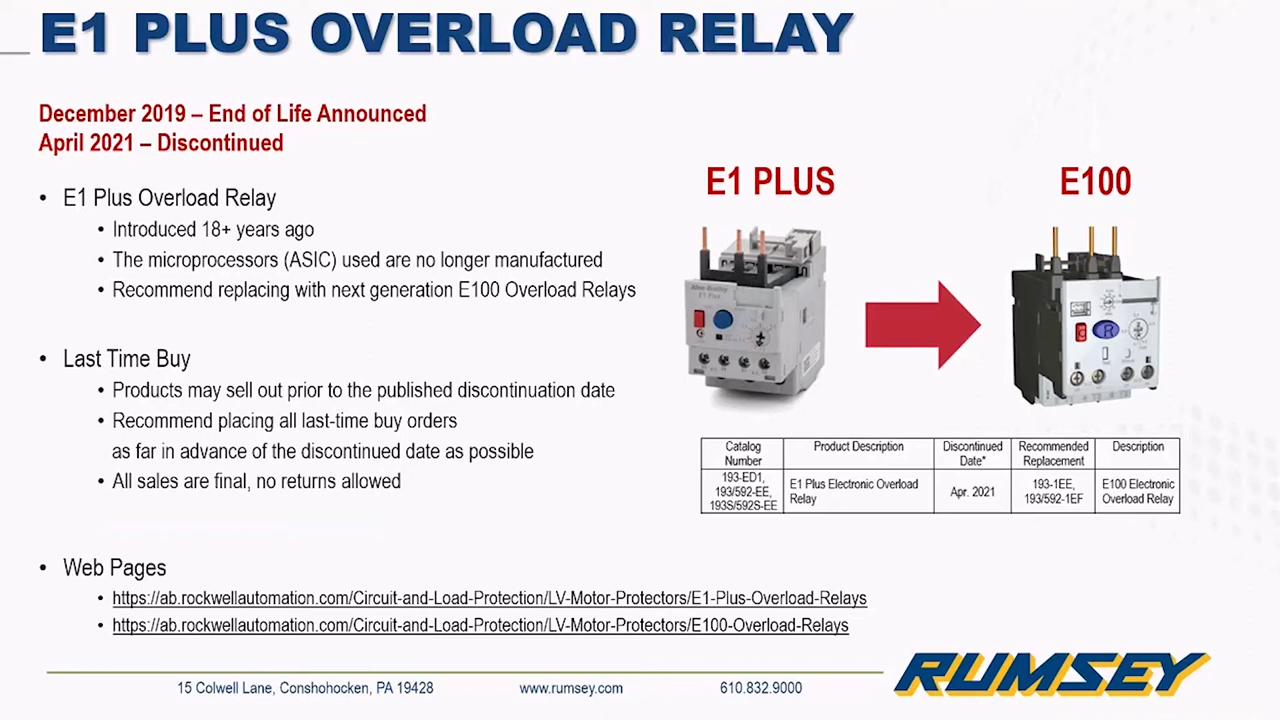 E1 PLUS OVERLOAD RELAY
December 2019 – End of Life Announced
April 2021 – Discontinued
• E1 Plus Overload Relay
• Introduced 18+ years ago
• The microprocessors (ASIC) used are no longer manufactured
• Recommend replacing with next generation E100 Overload Relays
• Last Time Buy
• Products may sell out prior to the published discontinuation date
• Recommend placing all last-time buy orders
as far in advance of the discontinued date as possible
• All sales are final, no returns allowed
• Web Pages
• https://ab.rockwellautomation.com/Circuit-and-Load-Protection/LV-Motor-Protectors/E1-Plus-Overload-Relays
• https://ab.rockwellautomation.com/Circuit-and-Load-Protection/LV-Motor-Protectors/E100-Overload-Relays
E1 PLUS
E100
Allen-Bradley
E1 Plus
R
Catalog Number
Product Description
Discontinued Date*
Recommended Replacement
Description
193-ED1,
193/592-EE,
193S/592S-EE
E1 Plus Electronic Overload
Relay
Apr. 2021
193-1EE,
193/592-1EF
E100 Electronic
Overload Relay
15 Colwell Lane, Conshohocken, PA 19428
www.rumsey.com
610.832.9000
RUMSEY